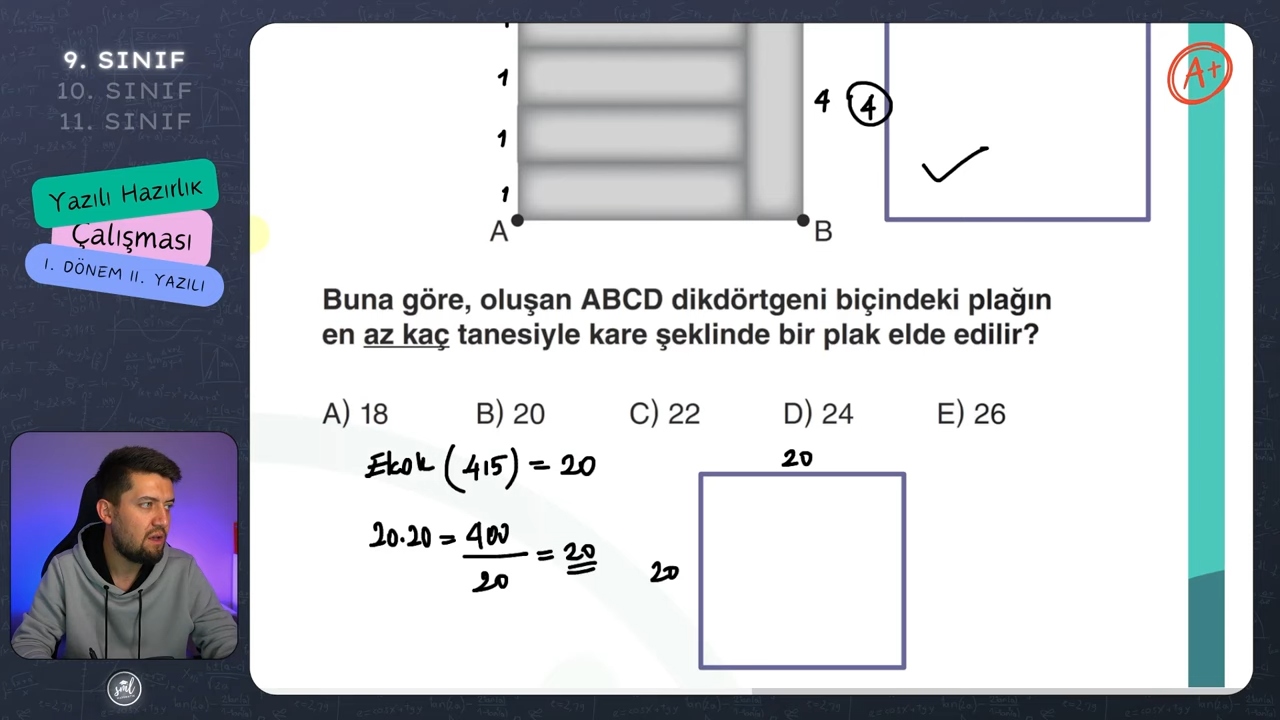 9. SINIF
10. SINIF
11. SINIF
Yazılı Hazırlık
Çalışması
I. DÖNEM II. YAZILI
A+
1
1
1
4 4
A B
Buna göre, oluşan ABCD dikdörtgeni biçindeki plağın
en az kaç tanesiyle kare şeklinde bir plak elde edilir?
A) 18 B) 20 C) 22 D) 24 E) 26
Ekok (4,5) = 20
20
20.20 = 400
20
= 20
20
sml